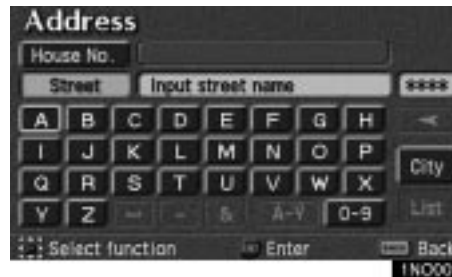 Address
House No.
Street Input street name ****
A B C D E F G H
I J K L M N O P
City
Q R S T U V W X
Y Z - & A-Y 0-9 List
Select function Enter Back
1NO00